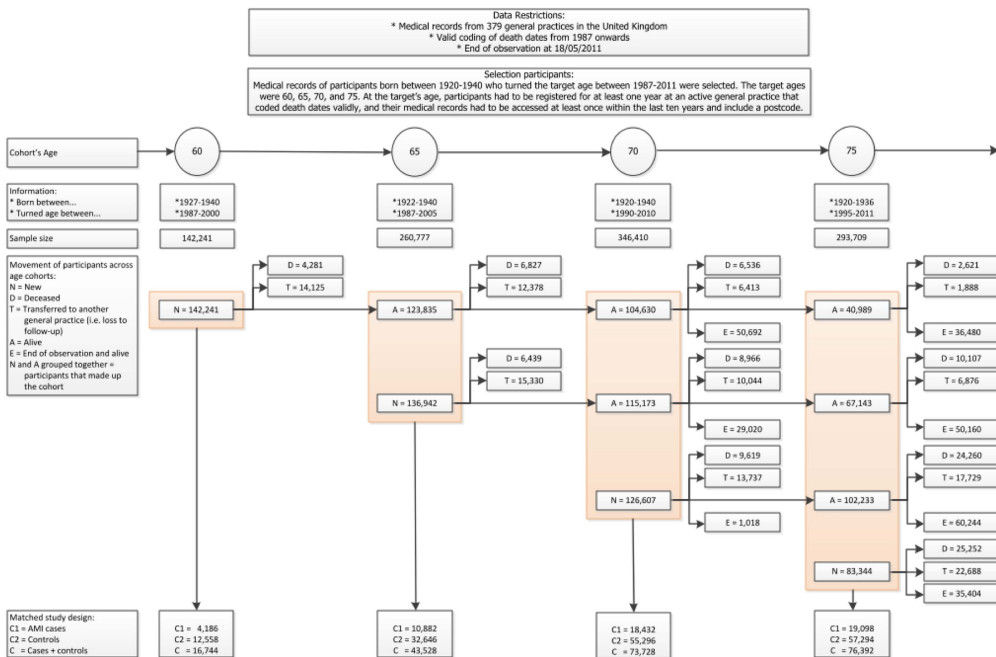 Data Restrictions:
* Medical records from 379 general practices in the United Kingdom
* Valid coding of death dates from 1987 onwards
* End of observation at 18/05/2011
Selection participants:
Medical records of participants born between 1920-1940 who turned the target age between 1987-2011 were selected. The target ages
were 60, 65, 70, and 75. At the target's age, participants had to be registered for at least one year at an active general practice that
coded death dates validly, and their medical records had to be accessed at least once within the last ten years and include a postcode.
Cohort's Age
60
65
70
75
Information:
* Born between...
* Turned age between...
*1927-1940
*1987-2000
*1922-1940
*1987-2005
*1920-1940
*1990-2010
*1920-1936
*1995-2011
Sample size
142,241
260,777
346,410
293,709
Movement of participants across
age cohorts:
N = New
D = Deceased
T = Transferred to another
general practice (i.e. loss to
follow-up)
A = Alive
E = End of observation and alive
N and A grouped together =
participants that made up
the cohort
N = 142,241
D = 4,281
T = 14,125
A = 123,835
D = 6,827
T = 12,378
N = 136,942
D = 6,439
T = 15,330
A = 104,630
D = 6,536
T = 6,413
E = 50,692
A = 115,173
D = 8,966
T = 10,044
E = 29,020
N = 126,607
D = 9,619
T = 13,737
E = 1,018
A = 40,989
D = 2,621
T = 1,888
E = 36,480
A = 67,143
D = 10,107
T = 6,876
E = 50,160
A = 102,233
D = 24,260
T = 17,729
E = 60,244
N = 83,344
D = 25,252
T = 22,688
E = 35,404
Matched study design:
C1 = AMI cases
C2 = Controls
C = Cases + controls
C1 = 4,186
C2 = 12,558
C = 16,744
C1 = 10,882
C2 = 32,646
C = 43,528
C1 = 18,432
C2 = 55,296
C = 73,728
C1 = 19,098
C2 = 57,294
C = 76,392